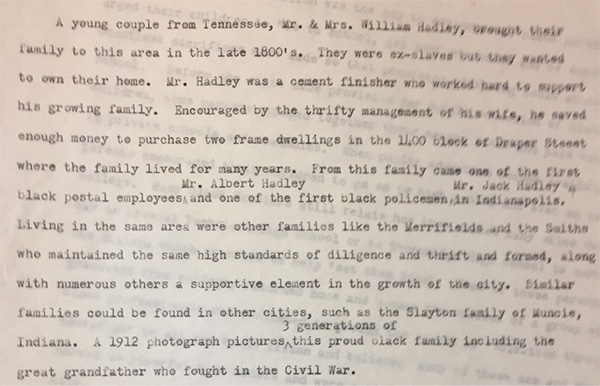 A young couple from Tennessee, Mr. & Mrs. William Hadley, brought their
family to this area in the late 1800's. They were ex-slaves but they wanted
to own their home. Mr. Hadley was a cement finisher who worked hard to support
his growing family. Encouraged by the thrifty management of his wife, he saved
enough money to purchase two frame dwellings in the 1400 block of Draper Steeet
where the family lived for many years. From this family came one of the first
Mr. Albert Hadley Mr. Jack Hadley
black postal employees and one of the first black policemen in Indianapolis.
Living in the same area were other families like the Merrifields and the Smiths
who maintained the same high standards of diligence and thrift and formed, along
with numerous others a supportive element in the growth of the city. Similar
families could be found in other cities, such as the Slayton family of Muncie,
3 generations of
Indiana. A 1912 photograph pictures this proud black family including the
great grandfather who fought in the Civil War.